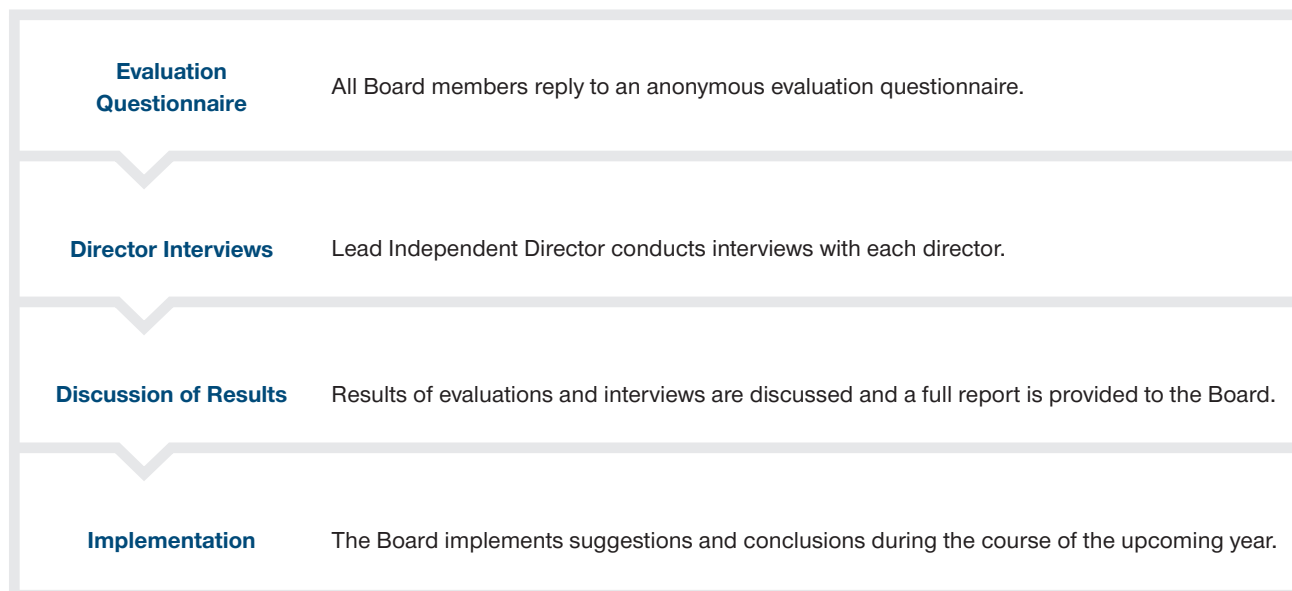 Evaluation
Questionnaire
All Board members reply to an anonymous evaluation questionnaire.
Director Interviews
Lead Independent Director conducts interviews with each director.
Discussion of Results
Results of evaluations and interviews are discussed and a full report is provided to the Board.
Implementation
The Board implements suggestions and conclusions during the course of the upcoming year.